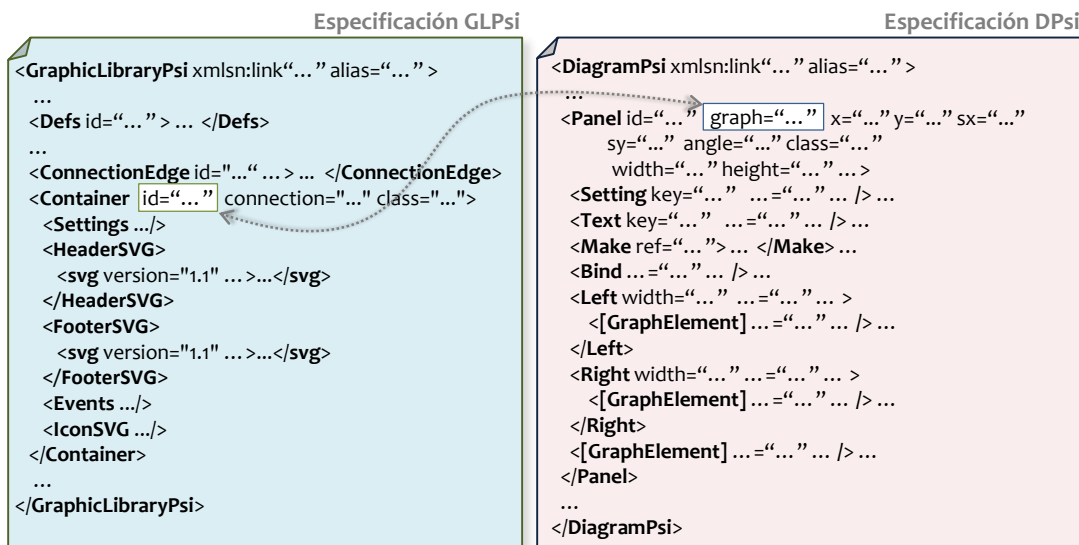 Especificación GLPsi
<GraphicLibraryPsi xmlsn:link“…” alias=“…” >
…
<Defs id=“…” > … </Defs>
…
<ConnectionEdge id="...“ … > ... </ConnectionEdge>
<Container id=“…” connection="..." class="...">
<Settings .../>
<HeaderSVG>
<svg version="1.1" … >...</svg>
</HeaderSVG>
<FooterSVG>
<svg version="1.1" … >...</svg>
</FooterSVG>
<Events .../>
<IconSVG .../>
</Container>
…
</GraphicLibraryPsi>
Especificación DPsi
<DiagramPsi xmlsn:link“…” alias=“…” >
…
<Panel id=“…” graph=“…” x="..." y="..." sx="..."
sy="..." angle="..." class=“…”
width=“…” height=“…” … >
<Setting key=“…” … =“…” … /> …
<Text key=“…” … =“…” … /> …
<Make ref=“…”> … </Make> …
<Bind … =“…” … /> …
<Left width=“…” … =“…” … >
<[GraphElement] … =“…” … /> …
</Left>
<Right width=“…” … =“…” … >
<[GraphElement] … =“…” … /> …
</Right>
<[GraphElement] … =“…” … /> …
</Panel>
…
</DiagramPsi>